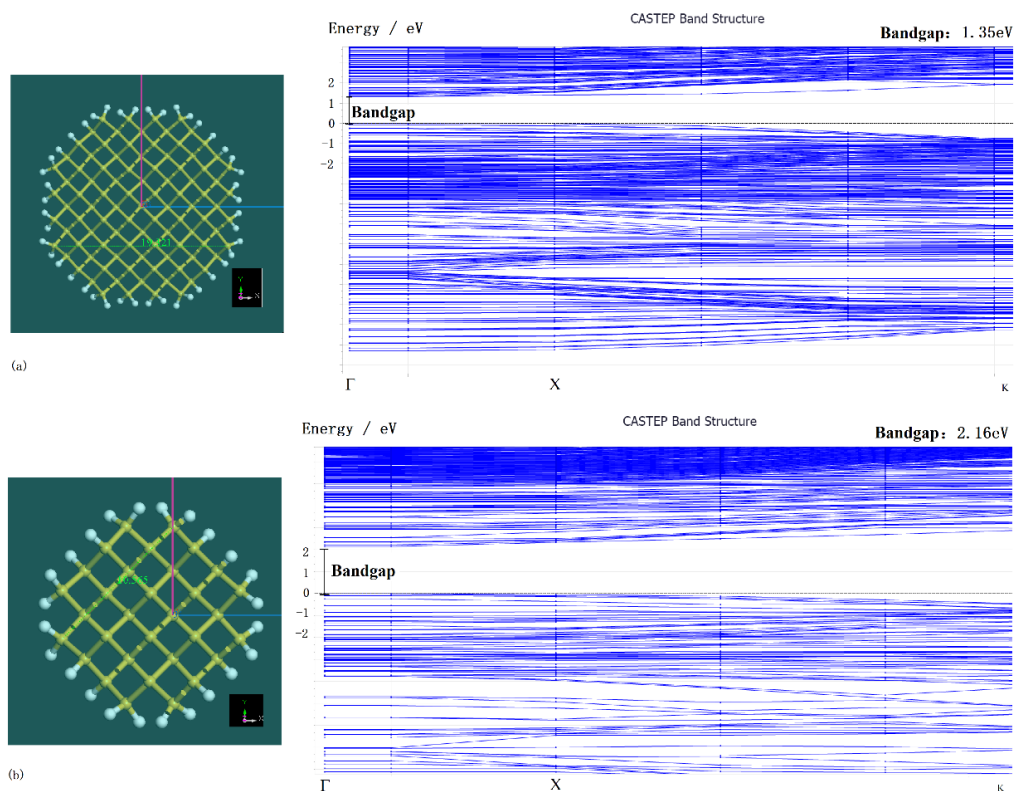 CASTEP Band Structure
Energy / eV
Bandgap: 1.35eV
2
1
Bandgap
0
-1
-2
Y
X
(a)
Γ
X
K
CASTEP Band Structure
Energy / eV
Bandgap: 2.16eV
2
Bandgap
1
0
-1
-2
Y
X
(b)
Γ
X
K